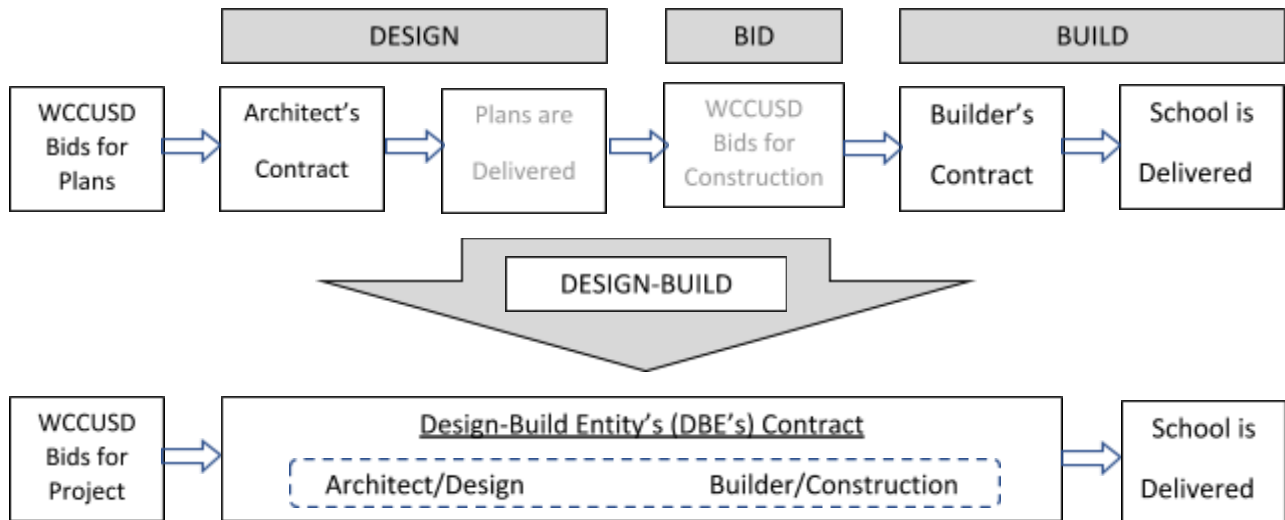 DESIGN
BID
BUILD
WCCUSD
Bids for
Plans
Architect's
Contract
Plans are
Delivered
WCCUSD
Bids for
Construction
Builder's
Contract
School is
Delivered
DESIGN-BUILD
WCCUSD
Bids for
Project
Design-Build Entity's (DBE's) Contract
Architect/Design
Builder/Construction
School is
Delivered